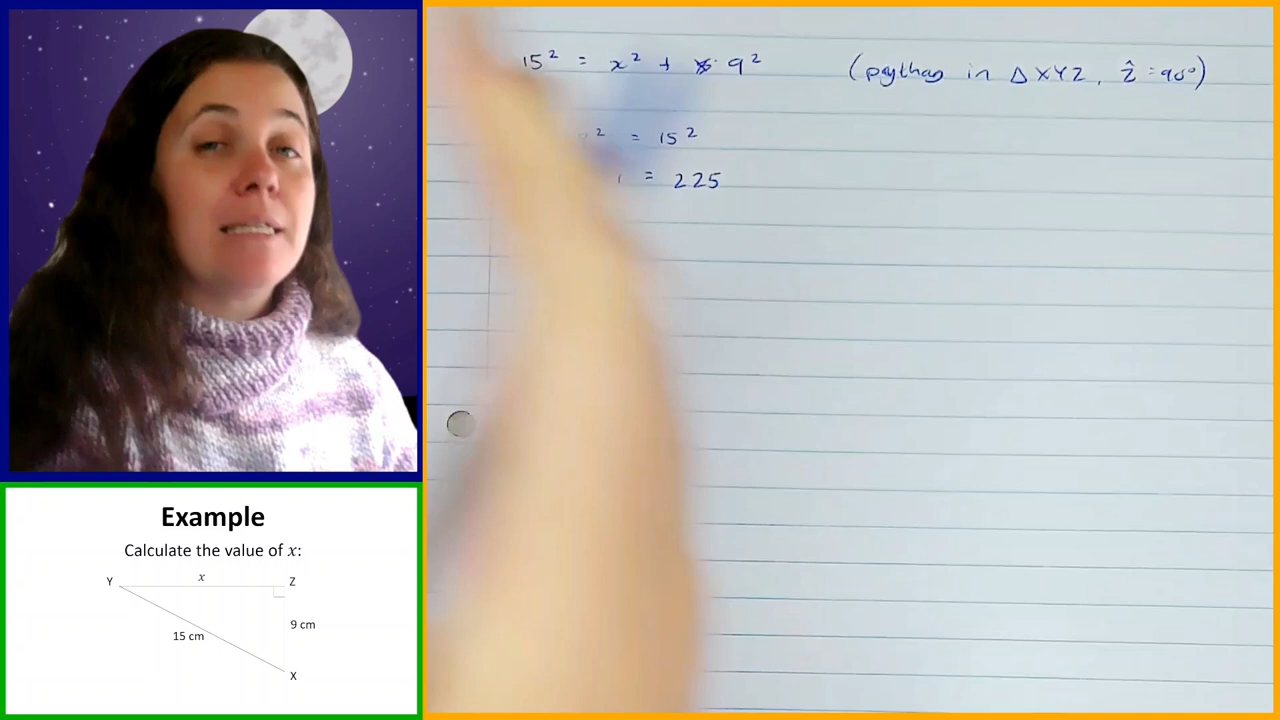 15² = x² + 9² (pythag in △XYZ, Ẑ = 90°)
² = 15²
= 225
Example
Calculate the value of x:
Y x Z
9 cm
15 cm
X